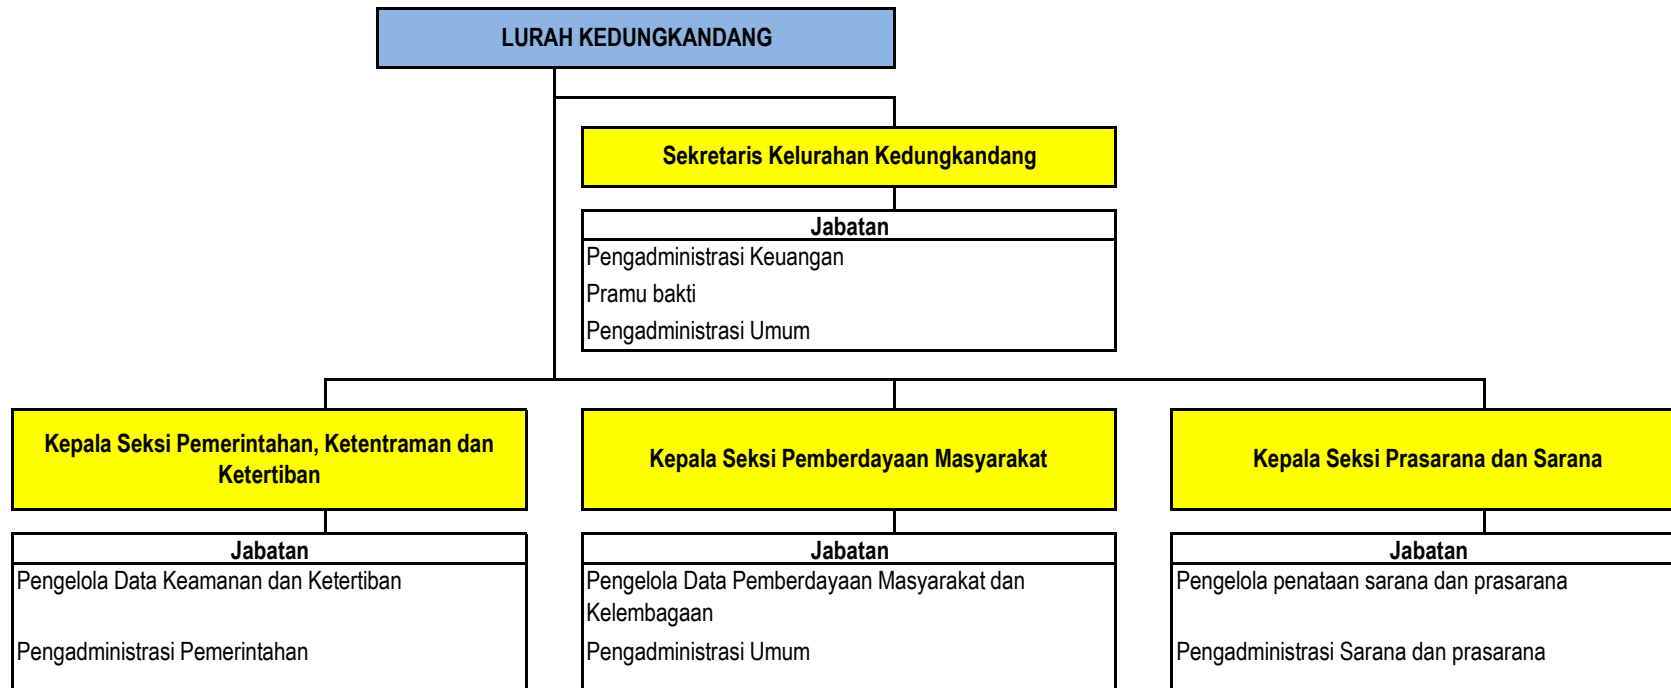 LURAH KEDUNGKANDANG
Sekretaris Kelurahan Kedungkandang
Jabatan
Pengadministrasi Keuangan
Pramu bakti
Pengadministrasi Umum
Kepala Seksi Pemerintahan, Ketentraman dan
Ketertiban
Jabatan
Pengelola Data Keamanan dan Ketertiban
Pengadministrasi Pemerintahan
Kepala Seksi Pemberdayaan Masyarakat
Jabatan
Pengelola Data Pemberdayaan Masyarakat dan
Kelembagaan
Pengadministrasi Umum
Kepala Seksi Prasarana dan Sarana
Jabatan
Pengelola penataan sarana dan prasarana
Pengadministrasi Sarana dan prasarana